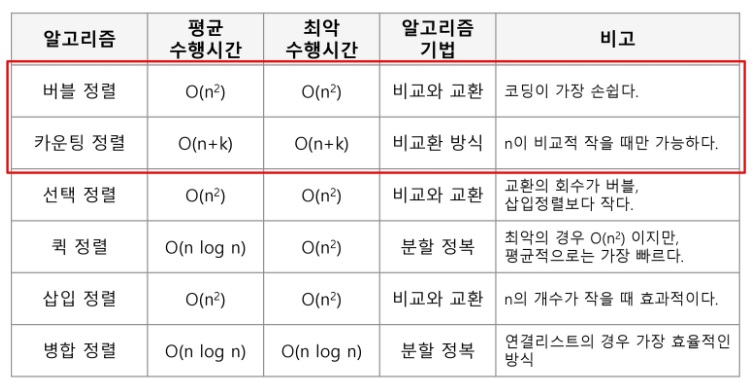 알고리즘 평균 수행시간 최악 수행시간 알고리즘 기법 비고
버블 정렬 O(n²) O(n²) 비교와 교환 코딩이 가장 손쉽다.
카운팅 정렬 O(n+k) O(n+k) 비교환 방식 n이 비교적 작을 때만 가능하다.
선택 정렬 O(n²) O(n²) 비교와 교환 교환의 회수가 버블,
삽입정렬보다 작다.
퀵 정렬 O(n log n) O(n²) 분할 정복 최악의 경우 O(n²) 이지만,
평균적으로는 가장 빠르다.
삽입 정렬 O(n²) O(n²) 비교와 교환 n의 개수가 작을 때 효과적이다.
병합 정렬 O(n log n) O(n log n) 분할 정복 연결리스트의 경우 가장 효율적인
방식